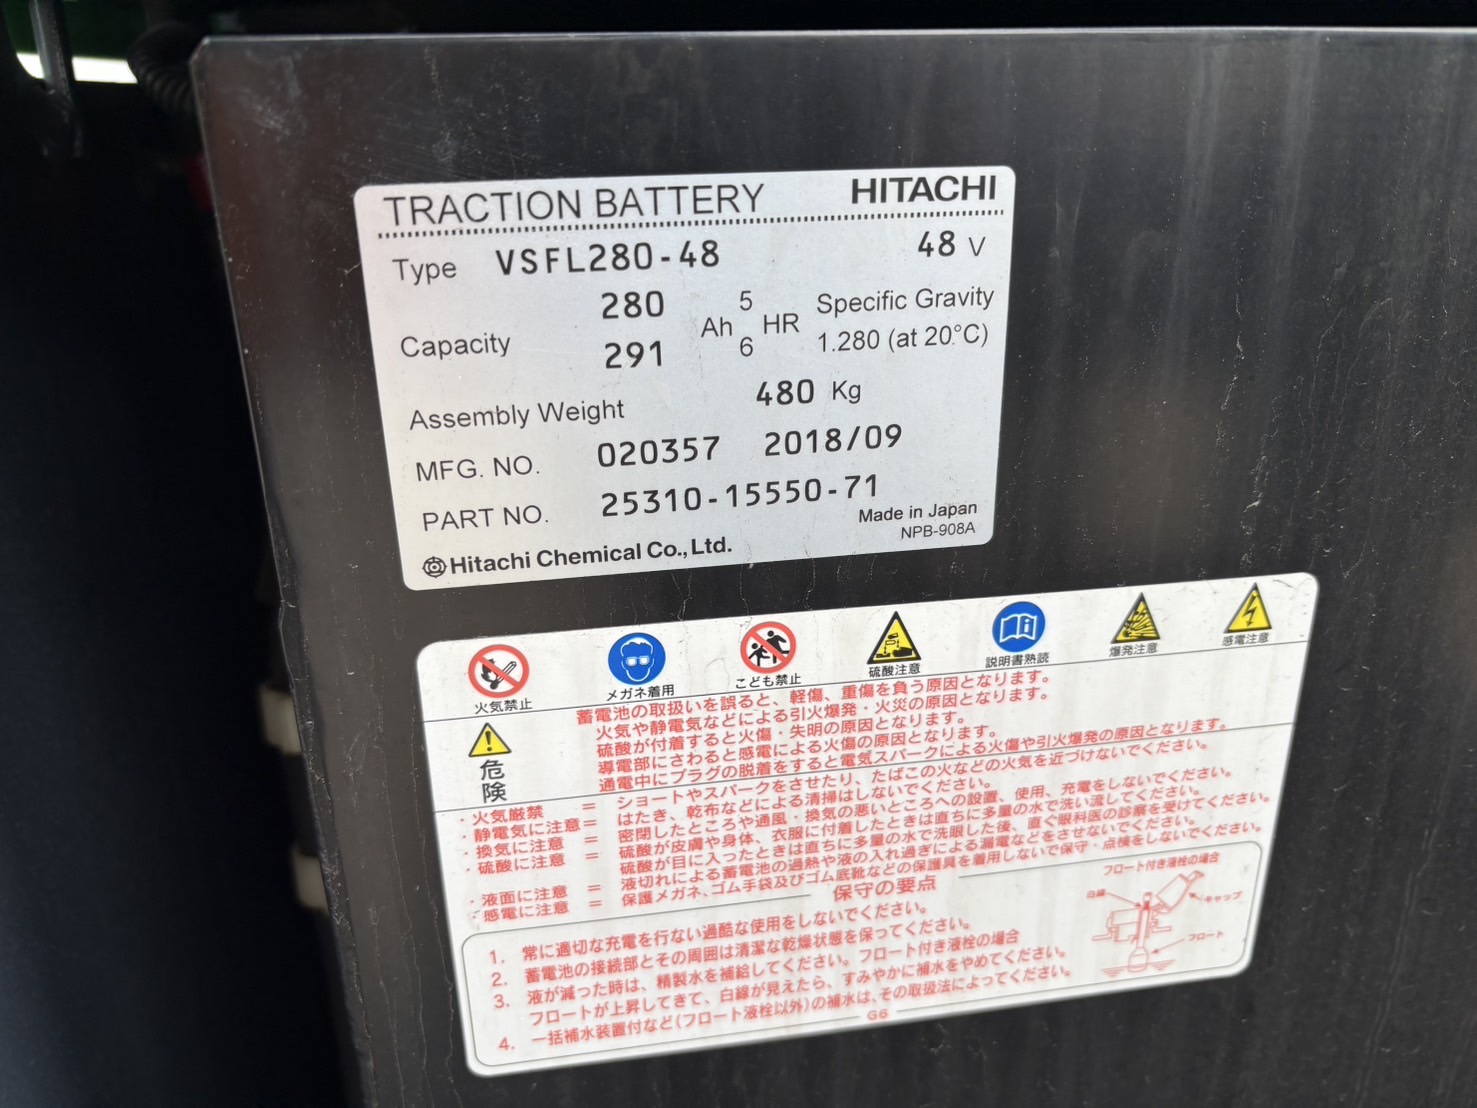 TRACTION BATTERY HITACHI
Type VSFL280-48 48 V
Capacity 280 Ah 5 HR Specific Gravity
291 6 1.280 (at 20°C)
Assembly Weight 480 Kg
MFG. NO. 020357 2018/09
PART NO. 25310-15550-71
Made in Japan
Hitachi Chemical Co., Ltd. NPB-908A
火気禁止 メガネ着用 こども禁止 硫酸注意 説明書熟読 爆発注意 感電注意
危険
蓄電池の取扱いを誤ると、軽傷、重傷を負う原因となります。
火気や静電気などによる引火爆発・火災の原因となります。
硫酸が付着すると火傷・失明の原因となります。
導電部にさわると感電による火傷の原因となります。
通電中にプラグの脱着をすると電気スパークによる火傷や引火爆発の原因となります。
・火気厳禁 = ショートやスパークをさせたり、たばこの火などの火気を近づけないでください。
・静電気に注意 = はたき、乾布などによる清掃はしないでください。
・換気に注意 = 密閉したところや通風・換気の悪いところへの設置、使用、充電をしないでください。
・硫酸に注意 = 硫酸が皮膚や身体、衣服に付着したときは直ちに多量の水で洗い流してください。
硫酸が目に入ったときは直ちに多量の水で洗眼した後、直ぐ眼科医の診察を受けてください。
・液面に注意 = 液切れによる蓄電池の過熱や液の入れ過ぎによる漏電などをさせないでください。
・感電に注意 = 保護メガネ、ゴム手袋及びゴム底靴などの保護具を着用しないで保守・点検をしないでください。
保守の要点
1. 常に適切な充電を行ない過酷な使用をしないでください。
2. 蓄電池の接続部とその周囲は清潔な乾燥状態を保ってください。
3. 液が減った時は、精製水を補給してください。フロート付き液栓の場合
フロートが上昇してきて、白線が見えたら、すみやかに補水をやめてください。
4. 一括補水装置付など(フロート液栓以外)の補水は、その取扱法によってください。
フロート付き液栓の場合
白線
キャップ
フロート
G6